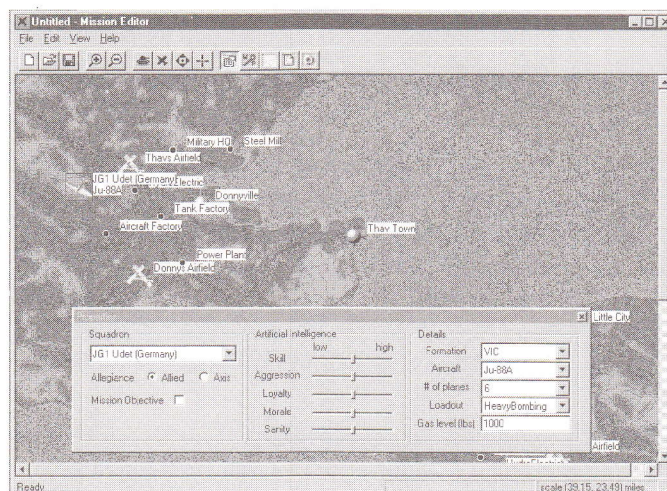 Untitled - Mission Editor
File Edit View Help
Military HQ
Steel Mill
Thavs Airfield
JG1 Udet (Germany)
Ju-88A
Electric
Donnyville
Tank Factory
Aircraft Factory
Thav Town
Power Plant
Donnys Airfield
Little City
Squadron
JG1 Udet (Germany)
Allegiance Allied Axis
Mission Objective
Artificial intelligence
low high
Skill
Aggression
Loyalty
Morale
Sanity
Details
Formation VIC
Aircraft Ju-88A
# of planes 6
Loadout HeavyBombing
Gas level (lbs) 1000
Airfield
Ready
scale (39.15, 23.49) miles